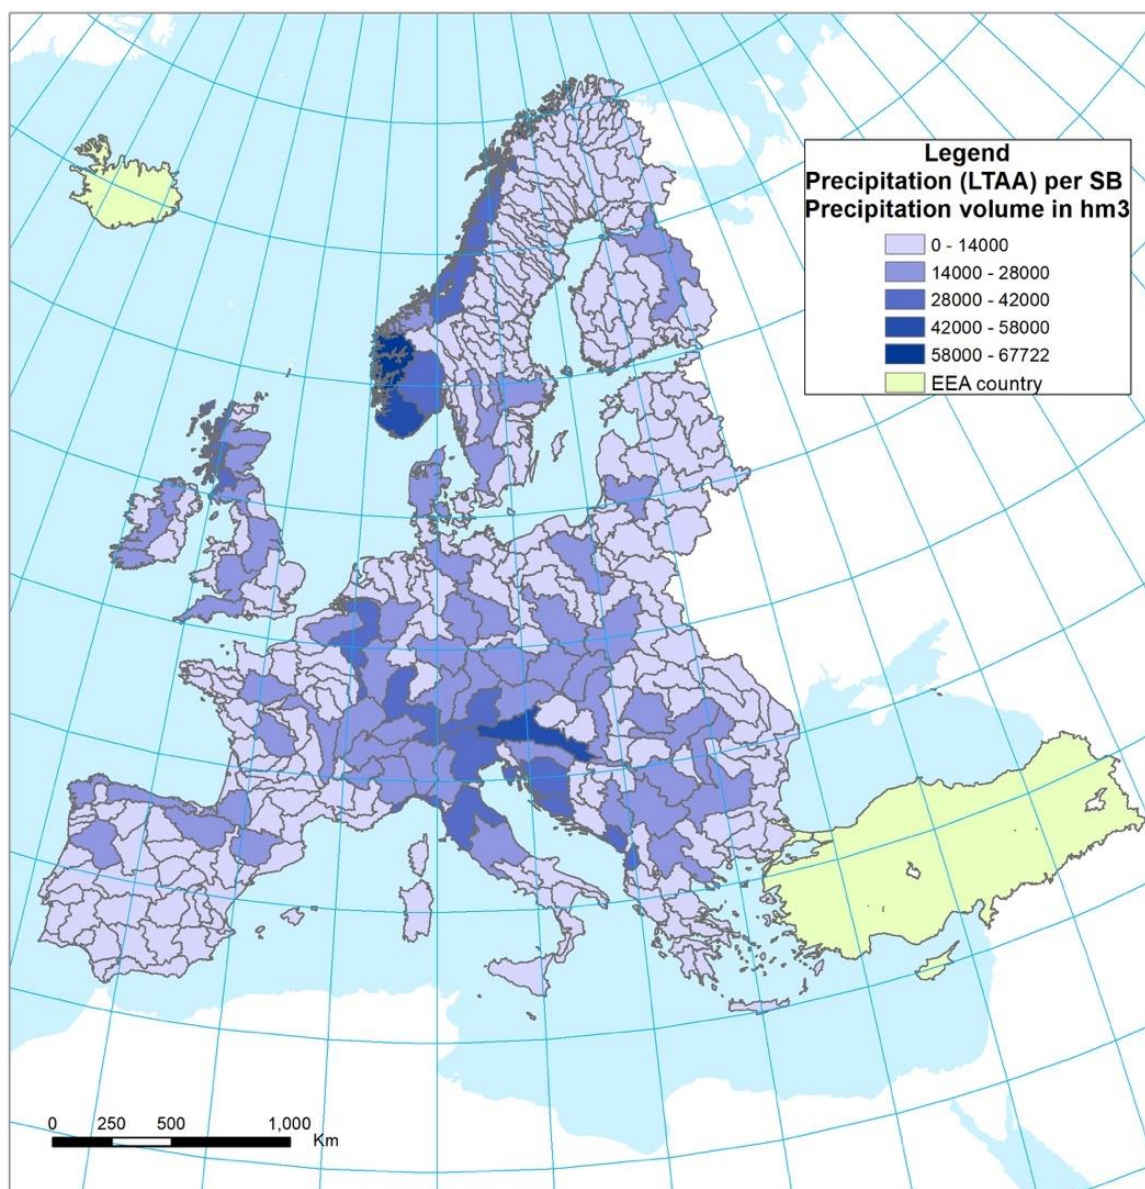 Legend
Precipitation (LTAA) per SB
Precipitation volume in hm3
0 - 14000
14000 - 28000
28000 - 42000
42000 - 58000
58000 - 67722
EEA country
0 250 500 1,000
Km